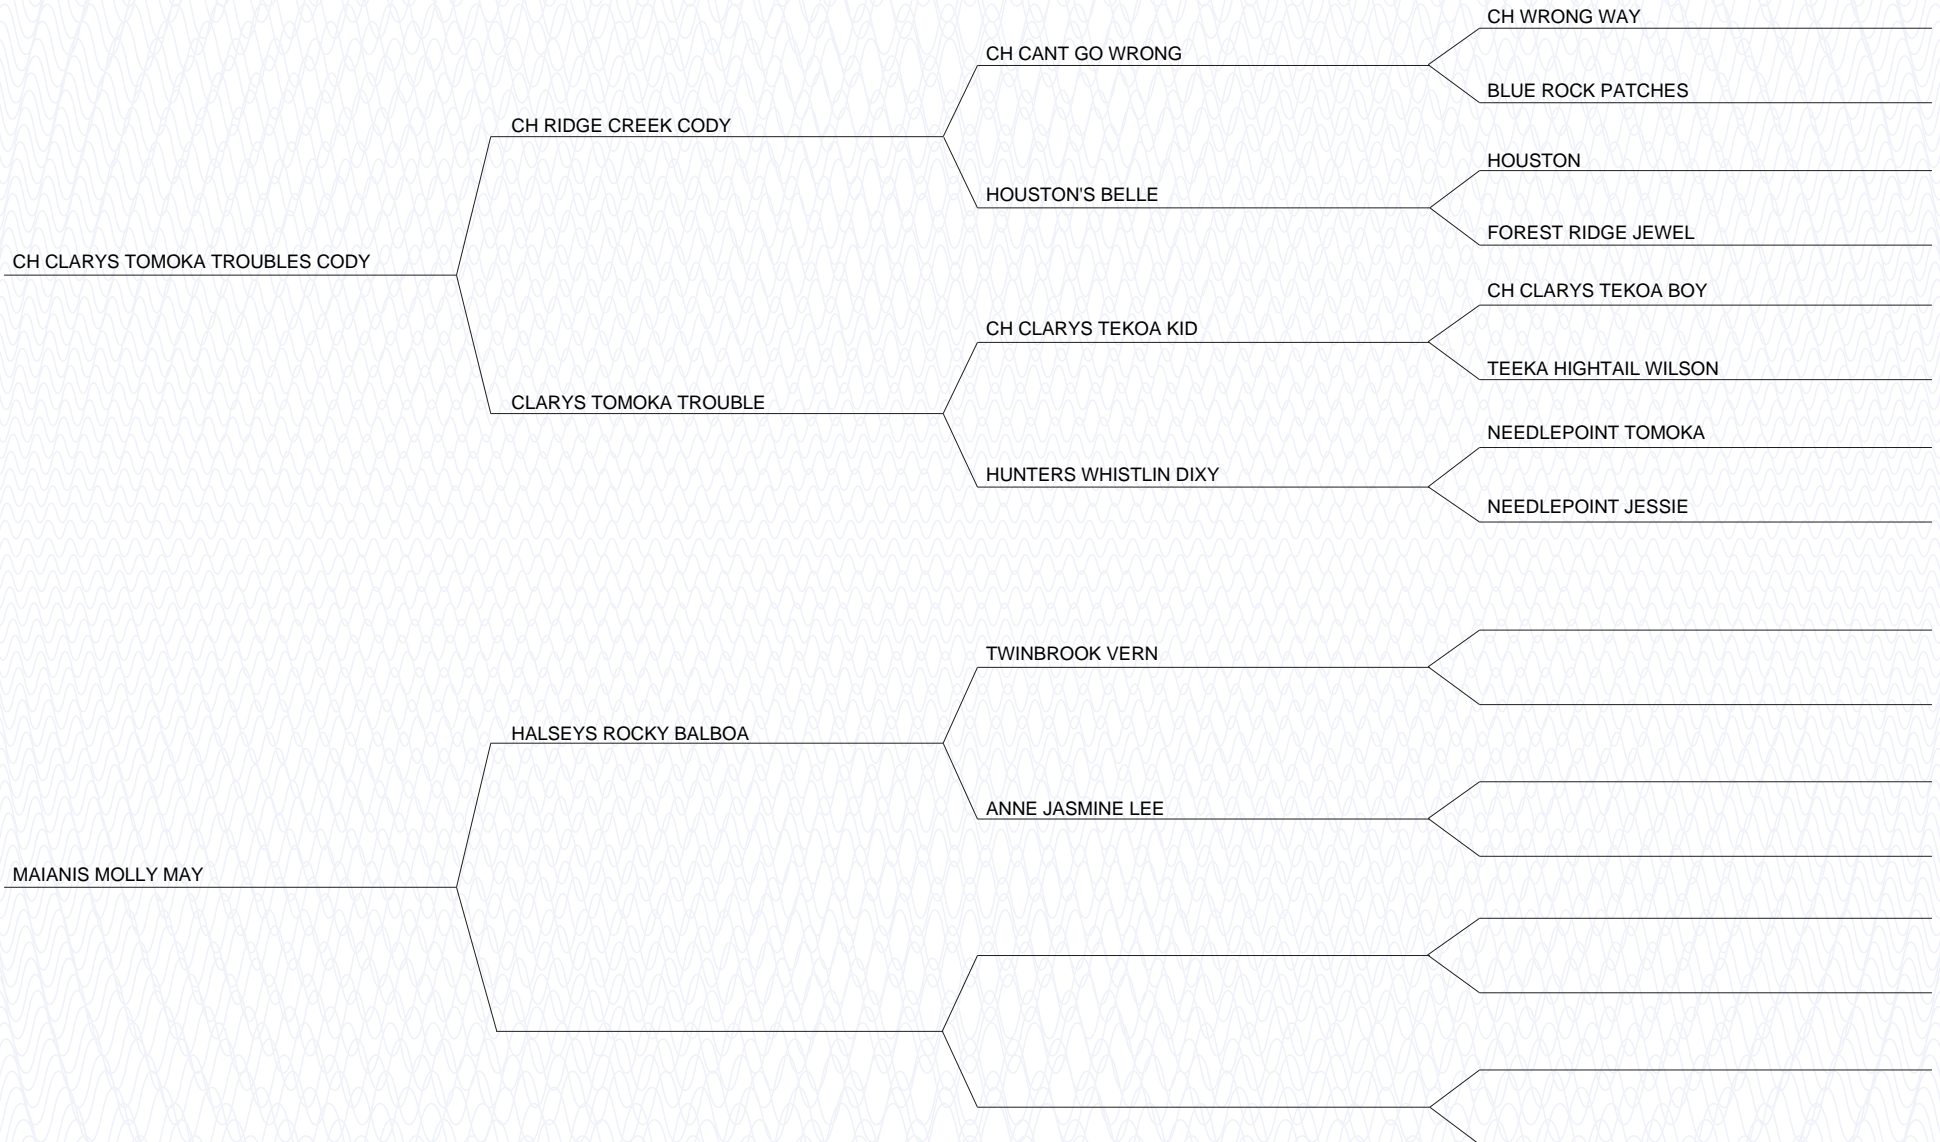 CH WRONG WAY
CH CANT GO WRONG
BLUE ROCK PATCHES
CH RIDGE CREEK CODY
HOUSTON
HOUSTON'S BELLE
FOREST RIDGE JEWEL
CH CLARYS TOMOKA TROUBLES CODY
CH CLARYS TEKOA BOY
CH CLARYS TEKOA KID
TEEKA HIGHTAIL WILSON
CLARYS TOMOKA TROUBLE
NEEDLEPOINT TOMOKA
HUNTERS WHISTLIN DIXY
NEEDLEPOINT JESSIE
TWINBROOK VERN
HALSEYS ROCKY BALBOA
ANNE JASMINE LEE
MAIANIS MOLLY MAY